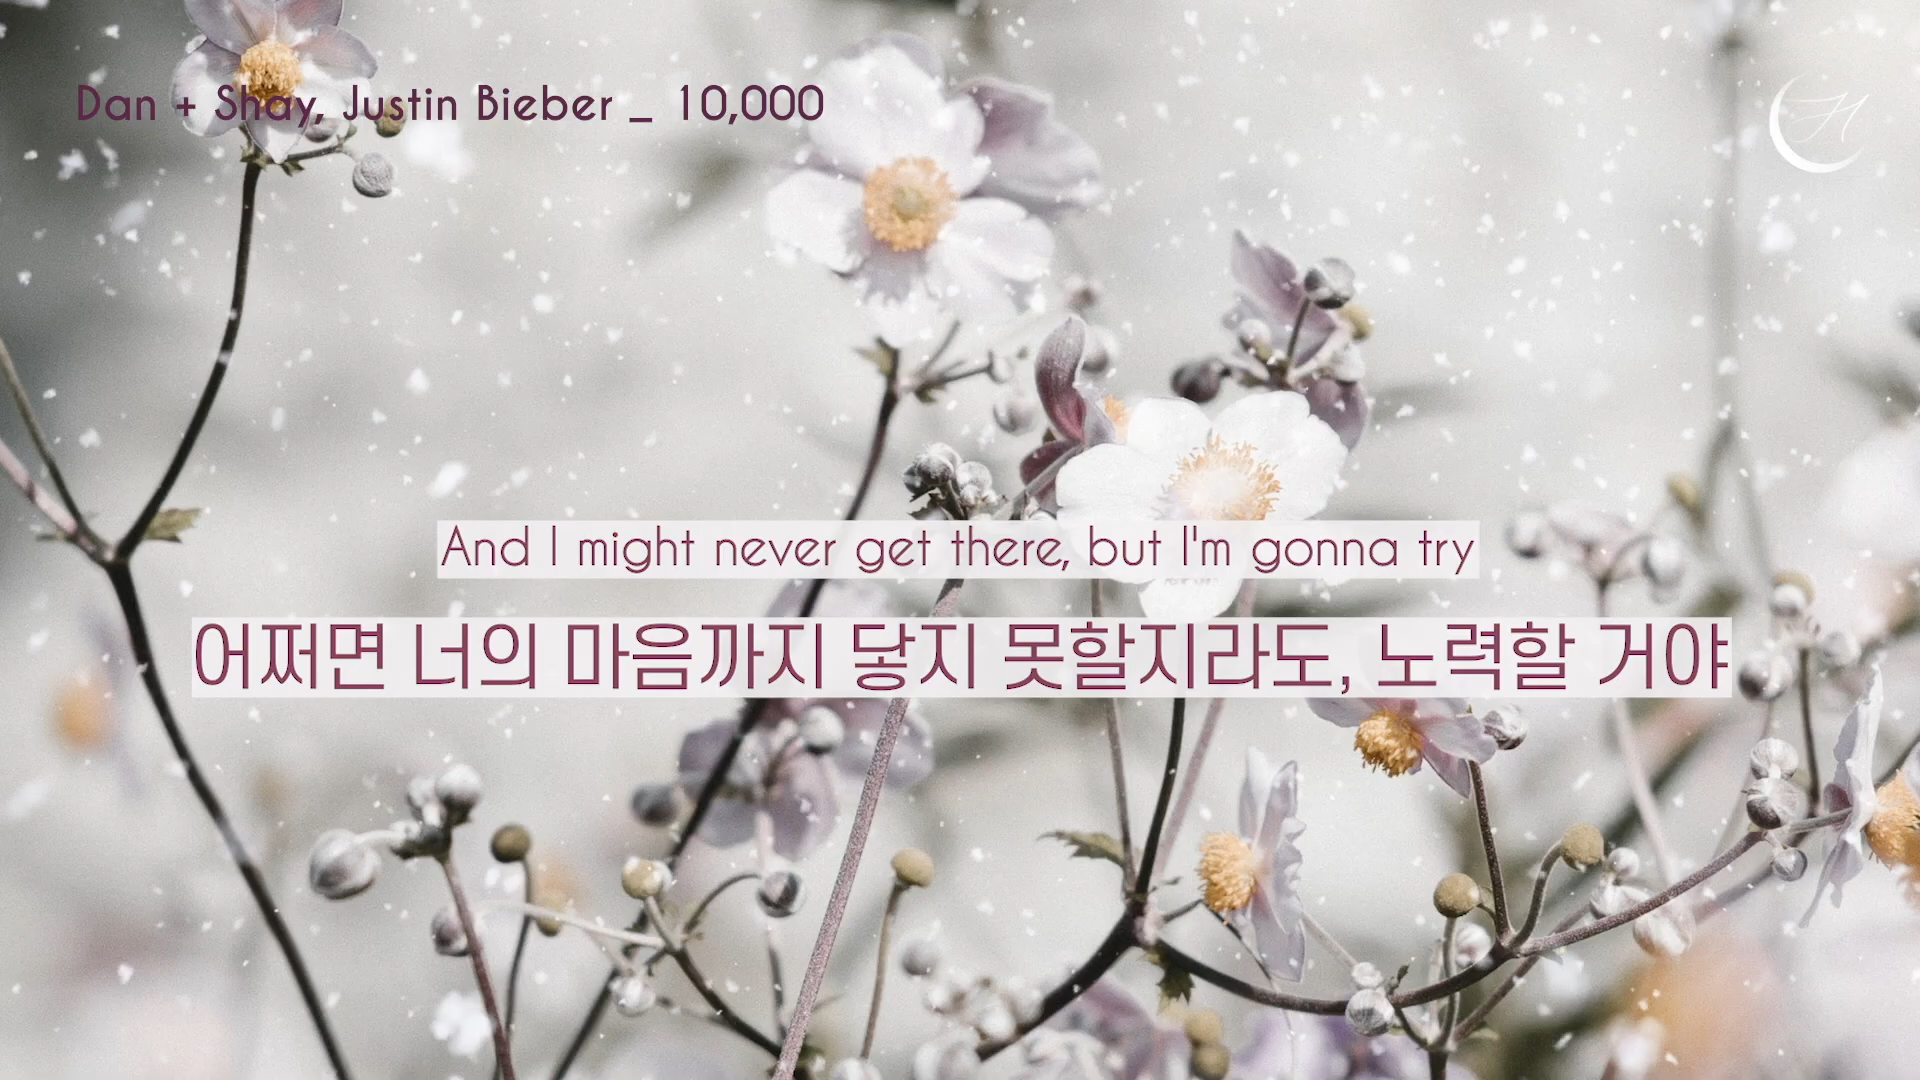 Dan + Shay, Justin Bieber _ 10,000
And I might never get there, but I'm gonna try
어쩌면 너의 마음까지 닿지 못할지라도, 노력할 거야